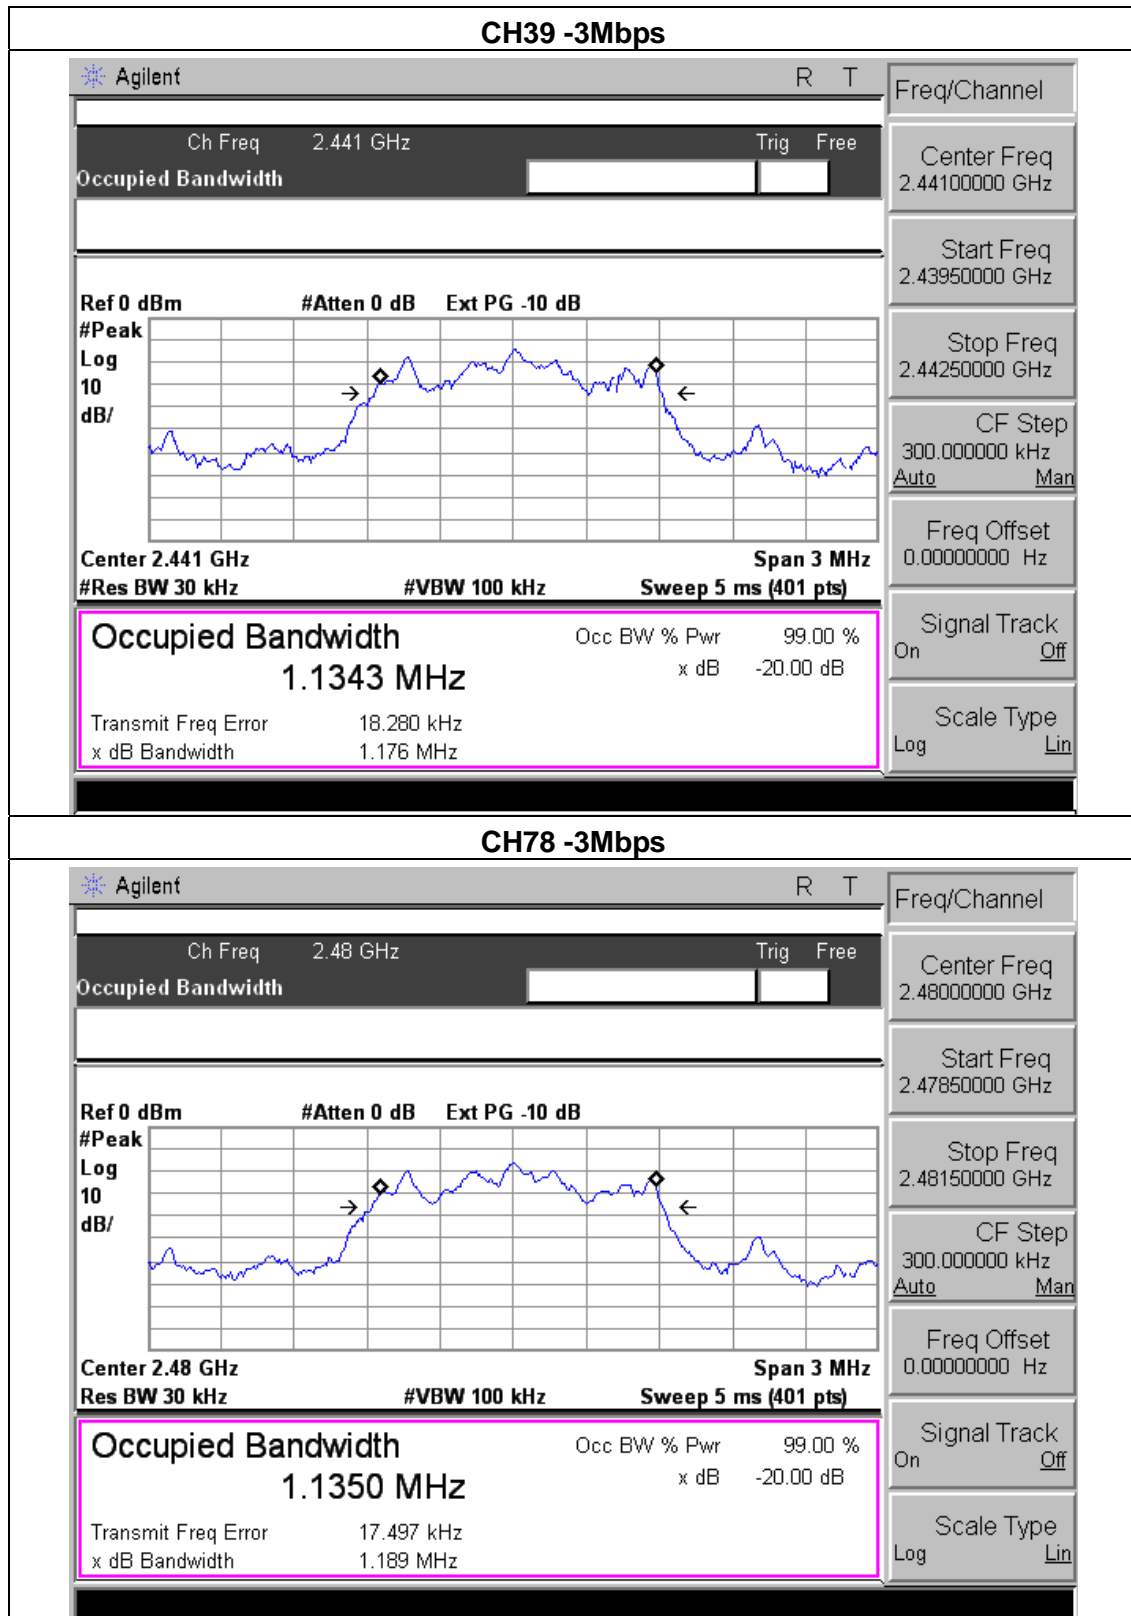 CH39 -3Mbps
Agilent R T
Freq/Channel
Ch Freq 2.441 GHz Trig Free
Occupied Bandwidth
Center Freq
2.44100000 GHz
Start Freq
2.43950000 GHz
Stop Freq
2.44250000 GHz
CF Step
300.000000 kHz
Auto Man
Freq Offset
0.00000000 Hz
Signal Track
On Off
Scale Type
Log Lin
Ref 0 dBm #Atten 0 dB Ext PG -10 dB
#Peak
Log
10
dB/
Center 2.441 GHz Span 3 MHz
#Res BW 30 kHz #VBW 100 kHz Sweep 5 ms (401 pts)
Occupied Bandwidth Occ BW % Pwr 99.00 %
1.1343 MHz x dB -20.00 dB
Transmit Freq Error 18.280 kHz
x dB Bandwidth 1.176 MHz
CH78 -3Mbps
Agilent R T
Freq/Channel
Ch Freq 2.48 GHz Trig Free
Occupied Bandwidth
Center Freq
2.48000000 GHz
Start Freq
2.47850000 GHz
Stop Freq
2.48150000 GHz
CF Step
300.000000 kHz
Auto Man
Freq Offset
0.00000000 Hz
Signal Track
On Off
Scale Type
Log Lin
Ref 0 dBm #Atten 0 dB Ext PG -10 dB
#Peak
Log
10
dB/
Center 2.48 GHz Span 3 MHz
Res BW 30 kHz #VBW 100 kHz Sweep 5 ms (401 pts)
Occupied Bandwidth Occ BW % Pwr 99.00 %
1.1350 MHz x dB -20.00 dB
Transmit Freq Error 17.497 kHz
x dB Bandwidth 1.189 MHz